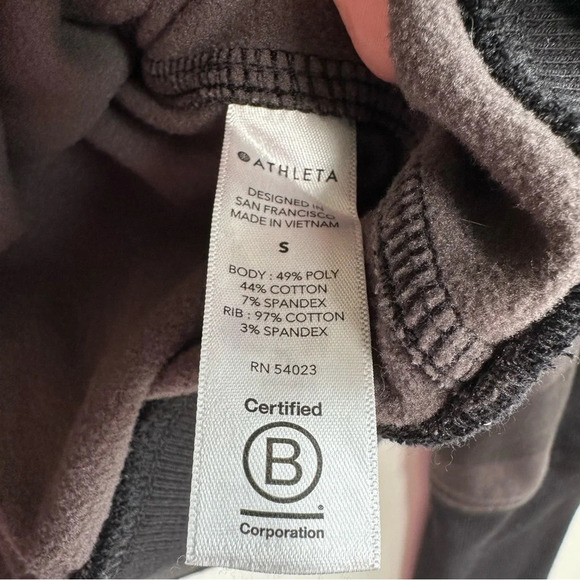 ATHLETA
DESIGNED IN
SAN FRANCISCO
MADE IN VIETNAM
S
BODY : 49% POLY
44% COTTON
7% SPANDEX
RIB : 97% COTTON
3% SPANDEX
RN 54023
Certified
B
Corporation